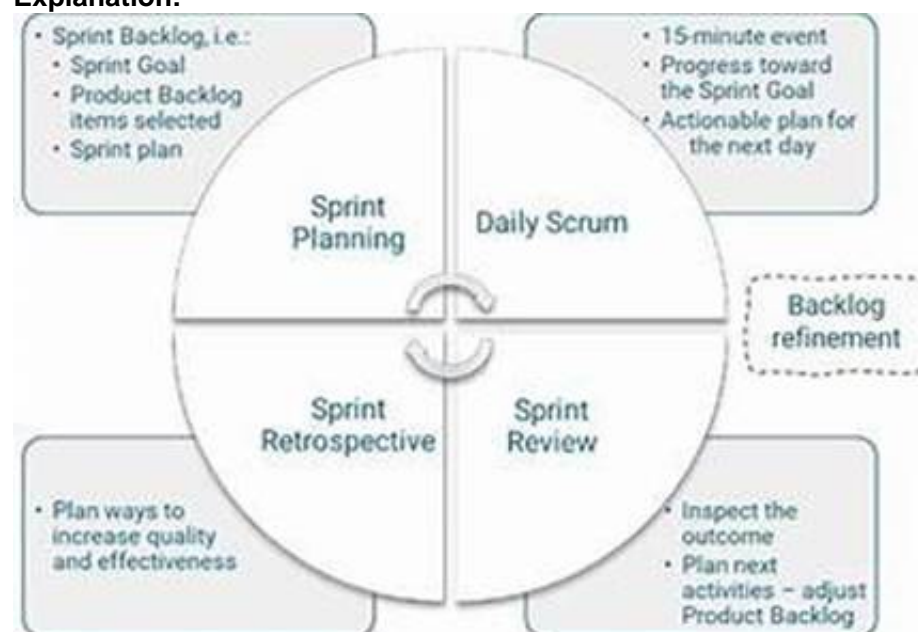 Explanation:
• Sprint Backlog, i.e.:
• Sprint Goal
• Product Backlog
items selected
• Sprint plan
• 15-minute event
• Progress toward
the Sprint Goal
• Actionable plan for
the next day
Sprint
Planning
Daily Scrum
Backlog
refinement
Sprint
Retrospective
Sprint
Review
• Plan ways to
increase quality
and effectiveness
• Inspect the
outcome
• Plan next
activities – adjust
Product Backlog